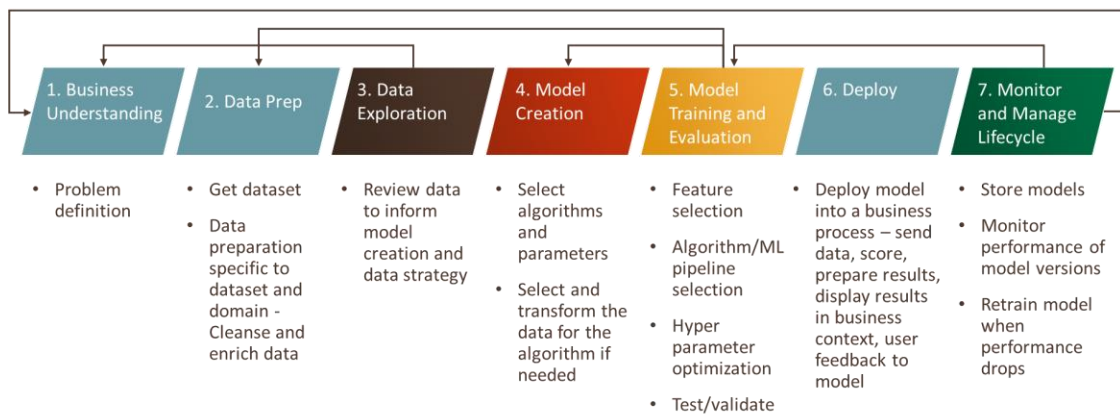 1. Business
Understanding
2. Data Prep
3. Data
Exploration
4. Model
Creation
5. Model
Training and
Evaluation
6. Deploy
7. Monitor
and Manage
Lifecycle
• Problem
definition
• Get dataset
• Data
preparation
specific to
dataset and
domain -
Cleanse and
enrich data
• Review data
to inform
model
creation and
data strategy
• Select
algorithms
and
parameters
• Select and
transform the
data for the
algorithm if
needed
• Feature
selection
• Algorithm/ML
pipeline
selection
• Hyper
parameter
optimization
• Test/validate
• Deploy model
into a business
process – send
data, score,
prepare results,
display results
in business
context, user
feedback to
model
• Store models
• Monitor
performance of
model versions
• Retrain model
when
performance
drops